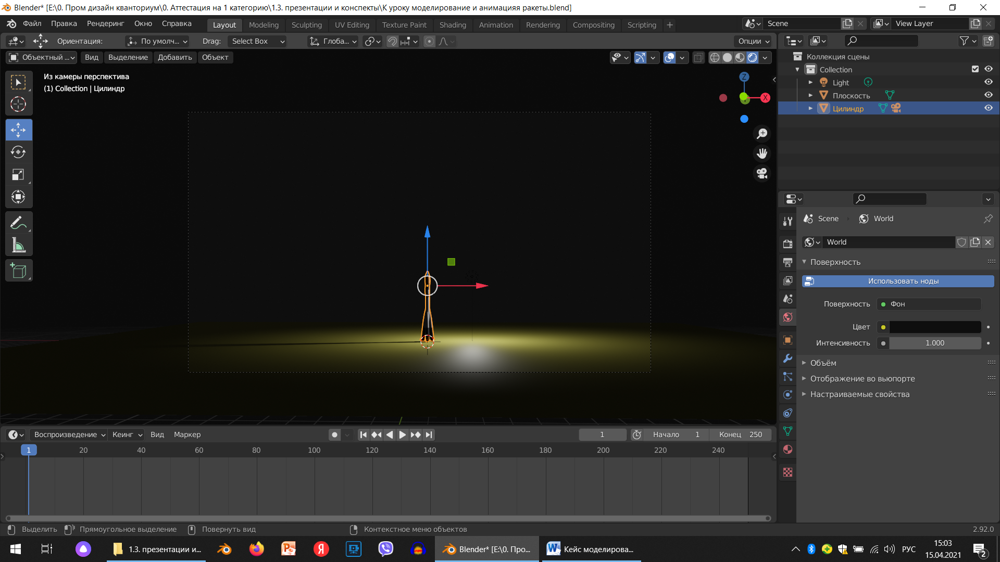 Blender* [E:\0. Пром дизайн кванториум\0. Аттестация на 1 категорию\1.3. презентации и конспекты\К уроку моделирование и анимацияя ракеты.blend]
Файл Правка Рендеринг Окно Справка Layout Modeling Sculpting UV Editing Texture Paint Shading Animation Rendering Compositing Scripting + Scene View Layer
Ориентация: По умолч... Drag: Select Box Глоба... Опции
Объектный ... Вид Выделение Добавить Объект
Из камеры перспектива
(1) Collection | Цилиндр
Z
X
Коллекция сцены
Collection
Light
Плоскость
Цилиндр
Scene World
World
Поверхность
Использовать ноды
Поверхность Фон
Цвет
Интенсивность 1.000
Объём
Отображение во вьюпорте
Настраиваемые свойства
Воспроизведение Кеинг Вид Маркер 1 Начало 1 Конец 250
1 20 40 60 80 100 120 140 160 180 200 220 240
Выделить Прямоугольное выделение Повернуть вид Контекстное меню объектов 2.92.0
1.3. презентации и... Blender* [E:\0. Про... Кейс моделирова... РУС 15:03
15.04.2021
2